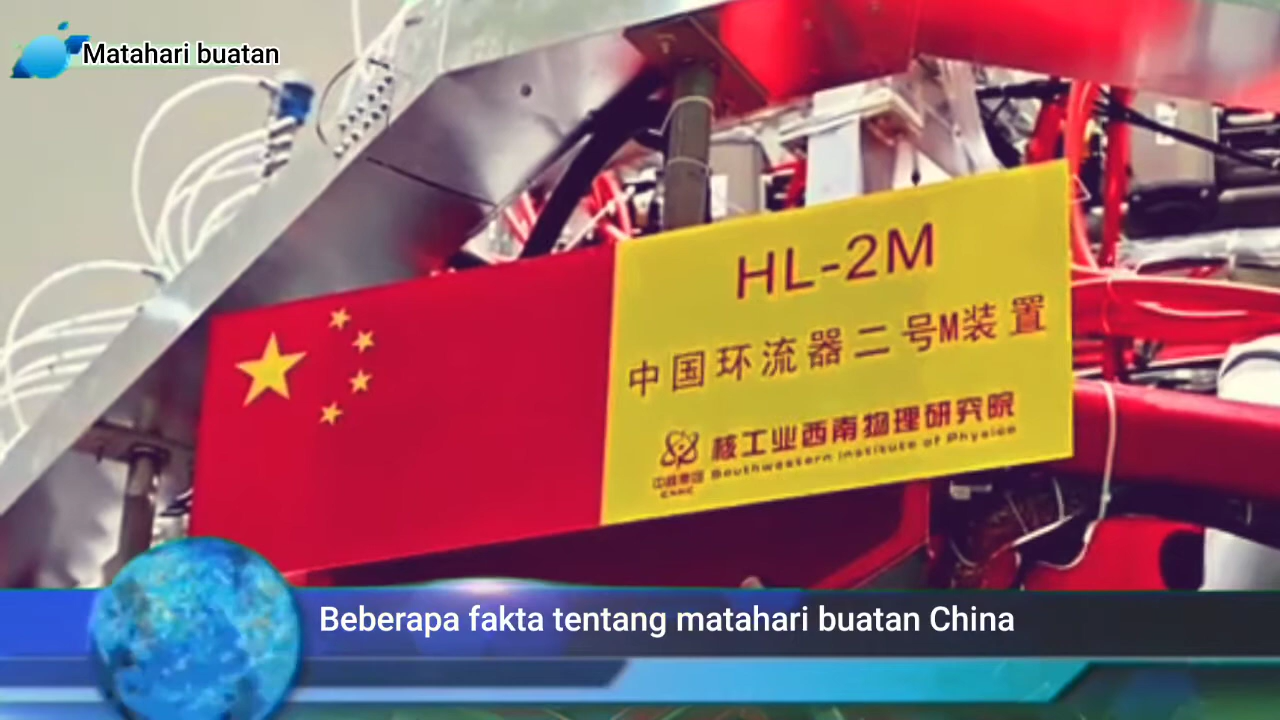 Matahari buatan
HL-2M
中国环流器二号M装置
核工业西南物理研究院
Southwestern Institute of Physics
中核集团
CNNC
Beberapa fakta tentang matahari buatan China